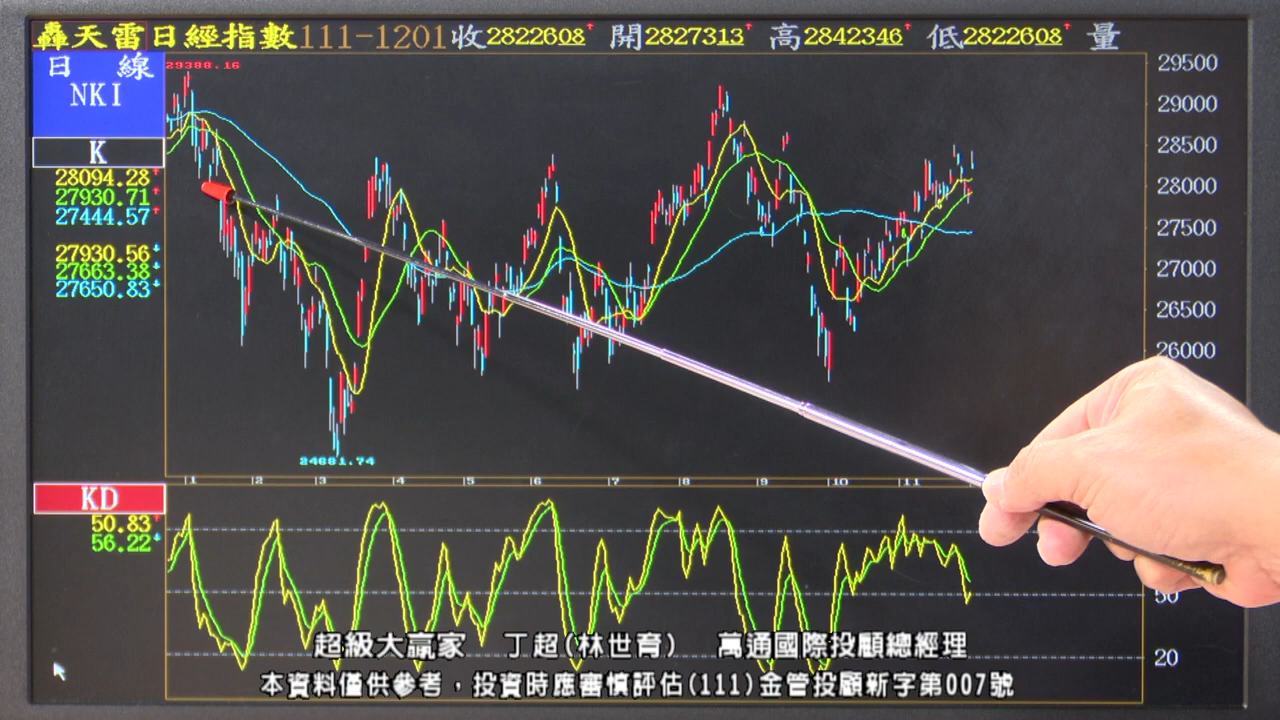 轟天雷日經指數111-1201收2822608↑ 開2827313↑ 高2842346↑ 低2822608↑ 量
日 線
NKI
K
28094.28↑
27930.71↑
27444.57↑
27930.56↓
27663.38↓
27650.83↓
29388.16
29500
29000
28500
28000
27500
27000
26500
26000
24681.74
1 2 3 4 5 6 7 8 9 10 11
KD
50.83↑
56.22↓
50
20
超級大贏家 丁超(林世育) 萬通國際投顧總經理
本資料僅供參考，投資時應審慎評估(111)金管投顧新字第007號